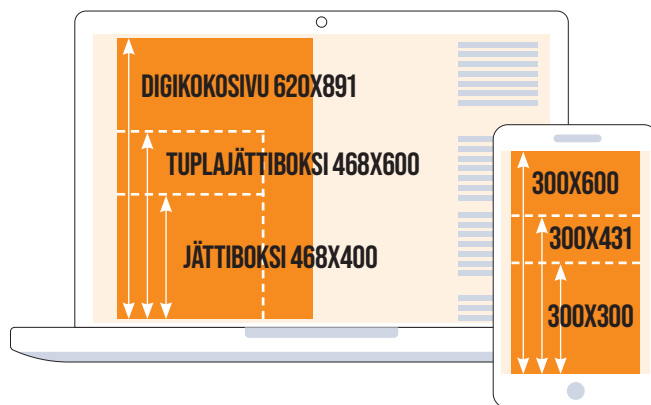 DIGIKOKOSIVU 620X891
TUPLAJÄTTIBOKSI 468X600
JÄTTIBOKSI 468X400
300X600
300X431
300X300